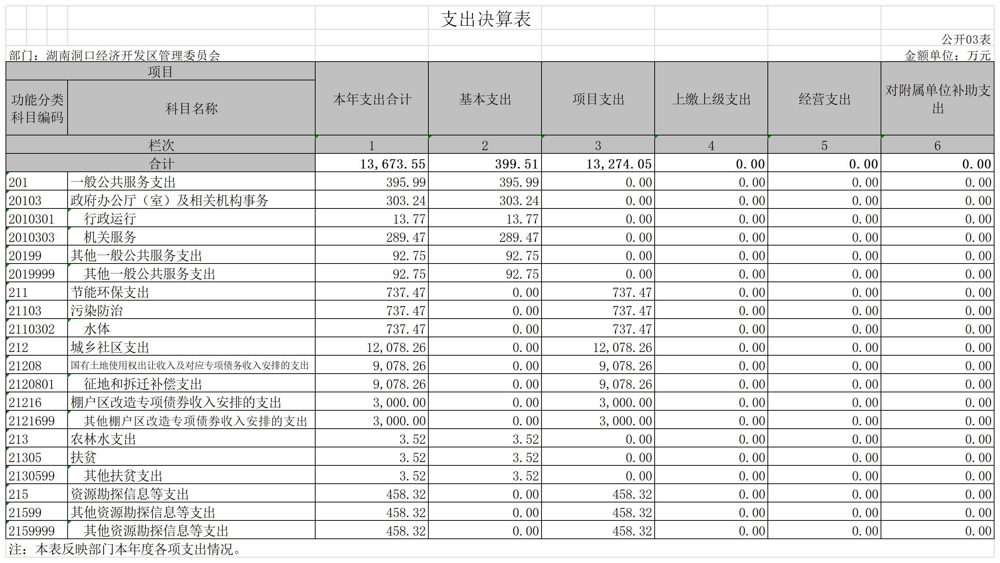 支出决算表
公开03表
部门：湖南洞口经济开发区管理委员会 金额单位：万元
项目 本年支出合计 基本支出 项目支出 上缴上级支出 经营支出 对附属单位补助支出
功能分类科目编码 科目名称
栏次 1 2 3 4 5 6
合计 13,673.55 399.51 13,274.05 0.00 0.00 0.00
201 一般公共服务支出 395.99 395.99 0.00 0.00 0.00 0.00
20103 政府办公厅（室）及相关机构事务 303.24 303.24 0.00 0.00 0.00 0.00
2010301 行政运行 13.77 13.77 0.00 0.00 0.00 0.00
2010303 机关服务 289.47 289.47 0.00 0.00 0.00 0.00
20199 其他一般公共服务支出 92.75 92.75 0.00 0.00 0.00 0.00
2019999 其他一般公共服务支出 92.75 92.75 0.00 0.00 0.00 0.00
211 节能环保支出 737.47 0.00 737.47 0.00 0.00 0.00
21103 污染防治 737.47 0.00 737.47 0.00 0.00 0.00
2110302 水体 737.47 0.00 737.47 0.00 0.00 0.00
212 城乡社区支出 12,078.26 0.00 12,078.26 0.00 0.00 0.00
21208 国有土地使用权出让收入及对应专项债务收入安排的支出 9,078.26 0.00 9,078.26 0.00 0.00 0.00
2120801 征地和拆迁补偿支出 9,078.26 0.00 9,078.26 0.00 0.00 0.00
21216 棚户区改造专项债券收入安排的支出 3,000.00 0.00 3,000.00 0.00 0.00 0.00
2121699 其他棚户区改造专项债券收入安排的支出 3,000.00 0.00 3,000.00 0.00 0.00 0.00
213 农林水支出 3.52 3.52 0.00 0.00 0.00 0.00
21305 扶贫 3.52 3.52 0.00 0.00 0.00 0.00
2130599 其他扶贫支出 3.52 3.52 0.00 0.00 0.00 0.00
215 资源勘探信息等支出 458.32 0.00 458.32 0.00 0.00 0.00
21599 其他资源勘探信息等支出 458.32 0.00 458.32 0.00 0.00 0.00
2159999 其他资源勘探信息等支出 458.32 0.00 458.32 0.00 0.00 0.00
注：本表反映部门本年度各项支出情况。